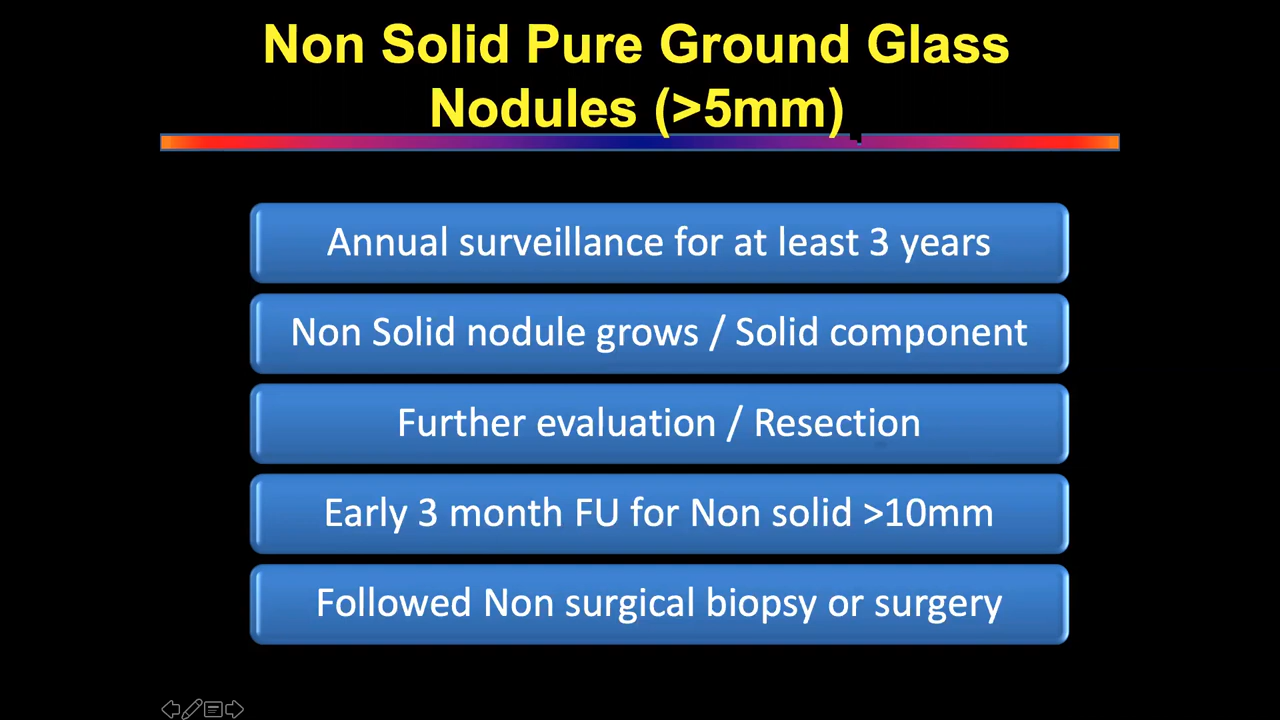 Non Solid Pure Ground Glass
Nodules (>5mm)
Annual surveillance for at least 3 years
Non Solid nodule grows / Solid component
Further evaluation / Resection
Early 3 month FU for Non solid >10mm
Followed Non surgical biopsy or surgery